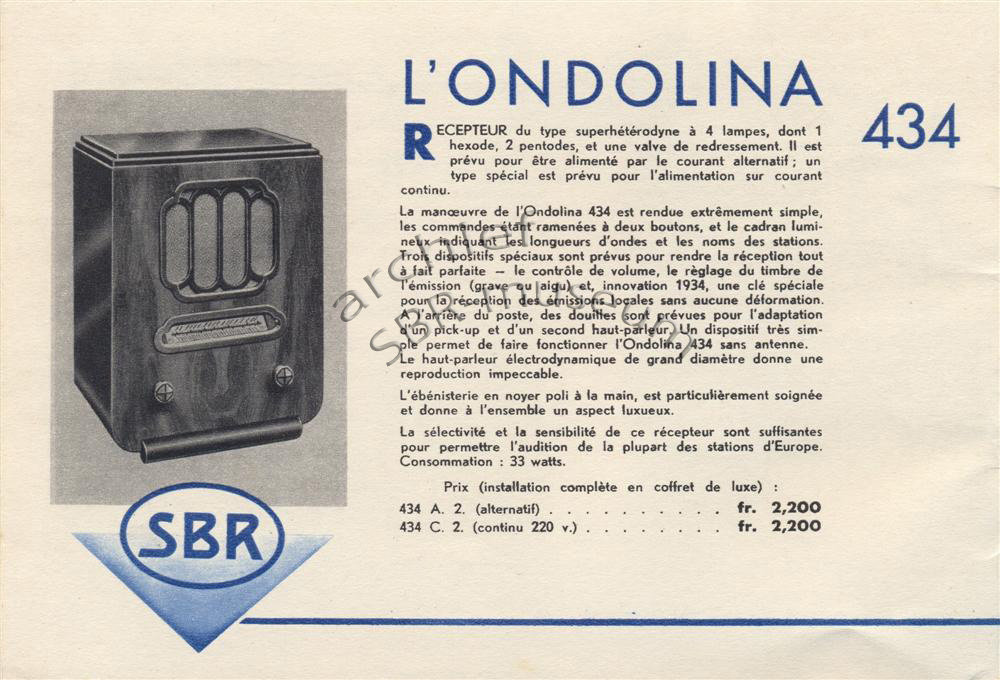 L'ONDOLINA
434
RECEPTEUR du type superhétérodyne à 4 lampes, dont 1
hexode, 2 pentodes, et une valve de redressement. Il est
prévu pour être alimenté par le courant alternatif ; un
type spécial est prévu pour l'alimentation sur courant
continu.
La manœuvre de l'Ondolina 434 est rendue extrêmement simple,
les commandes étant ramenées à deux boutons, et le cadran lumi-
neux indiquant les longueurs d'ondes et les noms des stations.
Trois dispositifs spéciaux sont prévus pour rendre la réception tout
à fait parfaite — le contrôle de volume, le règlage du timbre de
l'émission (grave ou aigu) et, innovation 1934, une clé spéciale
pour la réception des émissions locales sans aucune déformation.
A l'arière du poste, des douilles sont prévues pour l'adaptation
d'un pick-up et d'un second haut-parleur. Un dispositif très sim-
ple permet de faire fonctionner l'Ondolina 434 sans antenne.
Le haut-parleur électrodynamique de grand diamètre donne une
reproduction impeccable.
L'ébénisterie en noyer poli à la main, est particulièrement soignée
et donne à l'ensemble un aspect luxueux.
La sélectivité et la sensibilité de ce récepteur sont suffisantes
pour permettre l'audition de la plupart des stations d'Europe.
Consommation : 33 watts.
Prix (installation complète en coffret de luxe) :
434 A. 2. (alternatif) . . . . . . . . . . fr. 2,200
434 C. 2. (continu 220 v.) . . . . . . . . fr. 2,200
SBR
archief
SBR-museum